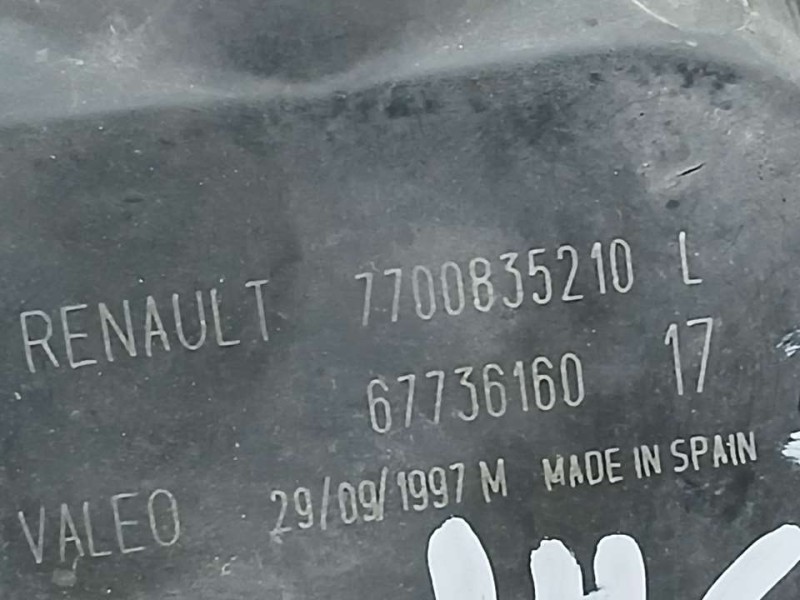 RENAULT 7700835210 L
67736160 17
VALEO 29/09/1997 M MADE IN SPAIN